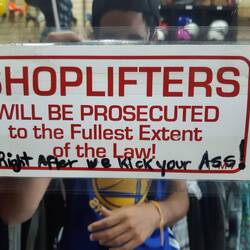 SHOPLIFTERS
WILL BE PROSECUTED
to the Fullest Extent
of the Law!
Right After we Kick your Ass!